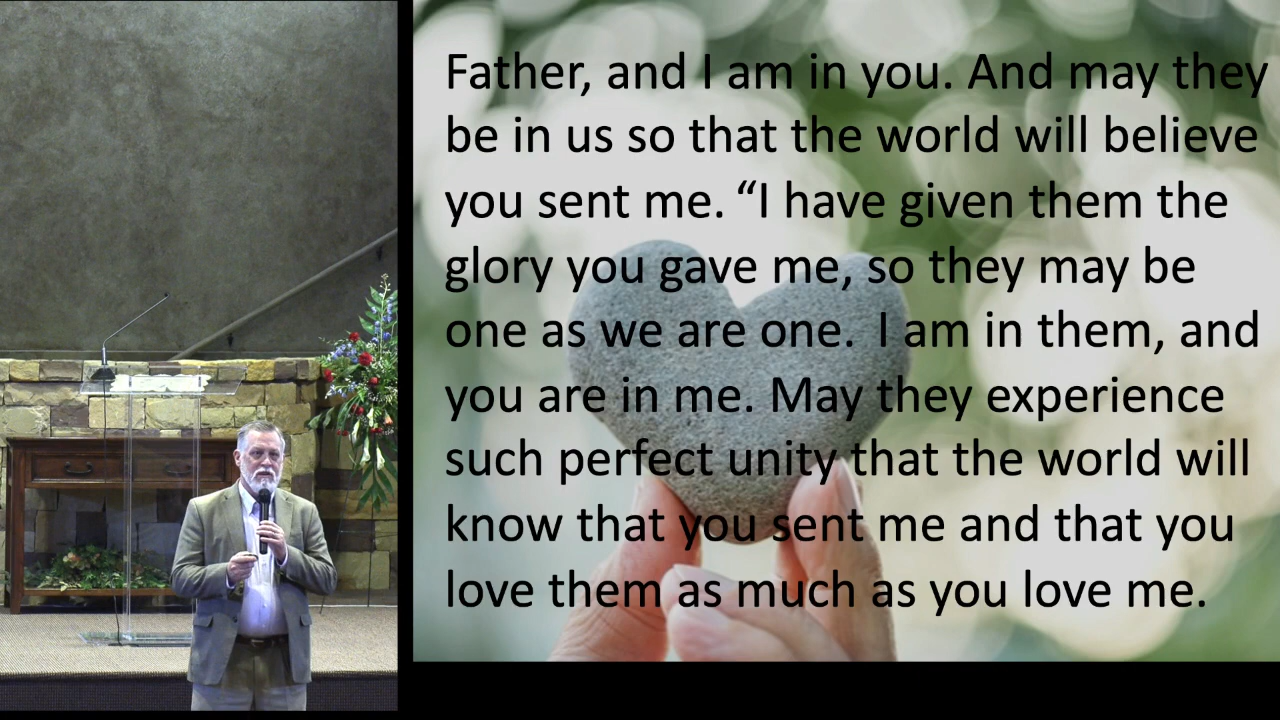 Father, and I am in you. And may they
be in us so that the world will believe
you sent me. “I have given them the
glory you gave me, so they may be
one as we are one.  I am in them, and
you are in me. May they experience
such perfect unity that the world will
know that you sent me and that you
love them as much as you love me.